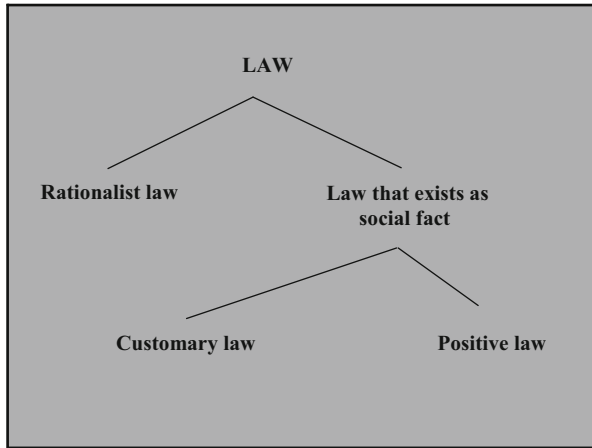 LAW
Rationalist law
Law that exists as
social fact
Customary law
Positive law